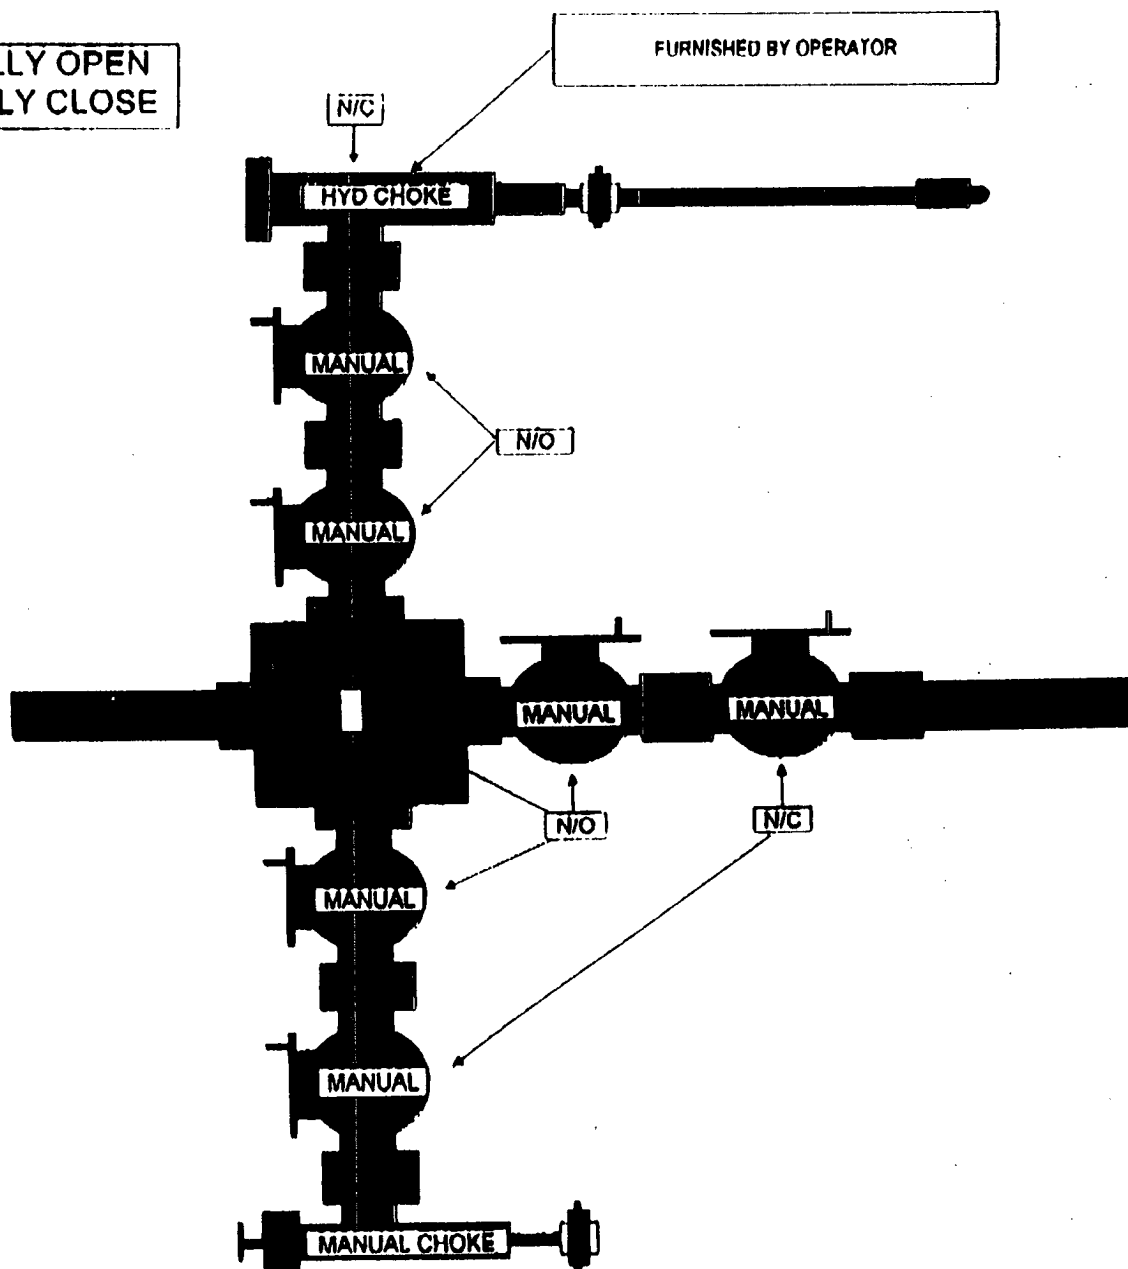 LLY OPEN
LY CLOSE
FURNISHED BY OPERATOR
N/C
HYD CHOKE
MANUAL
N/O
MANUAL
MANUAL
MANUAL
N/O
N/C
MANUAL
MANUAL
MANUAL CHOKE